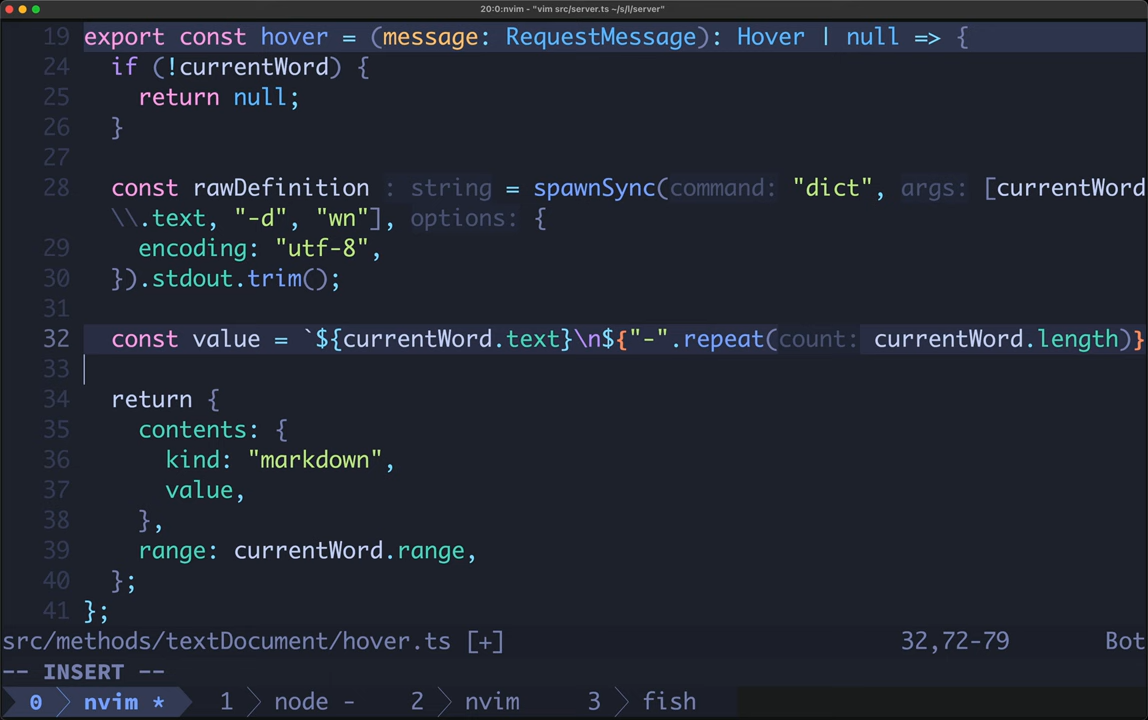 20:0:nvim - "vim src/server.ts ~/s/l/server"
19 export const hover = (message: RequestMessage): Hover | null => {
24 if (!currentWord) {
25 return null;
26 }
27
28 const rawDefinition : string = spawnSync(command: "dict", args: [currentWord
\\.text, "-d", "wn"], options: {
29 encoding: "utf-8",
30 }).stdout.trim();
31
32 const value = `${currentWord.text}\n${"-".repeat(count: currentWord.length)}
33
34 return {
35 contents: {
36 kind: "markdown",
37 value,
38 },
39 range: currentWord.range,
40 };
41 };
src/methods/textDocument/hover.ts [+] 32,72-79 Bot
-- INSERT --
0 nvim * 1 node - 2 nvim 3 fish